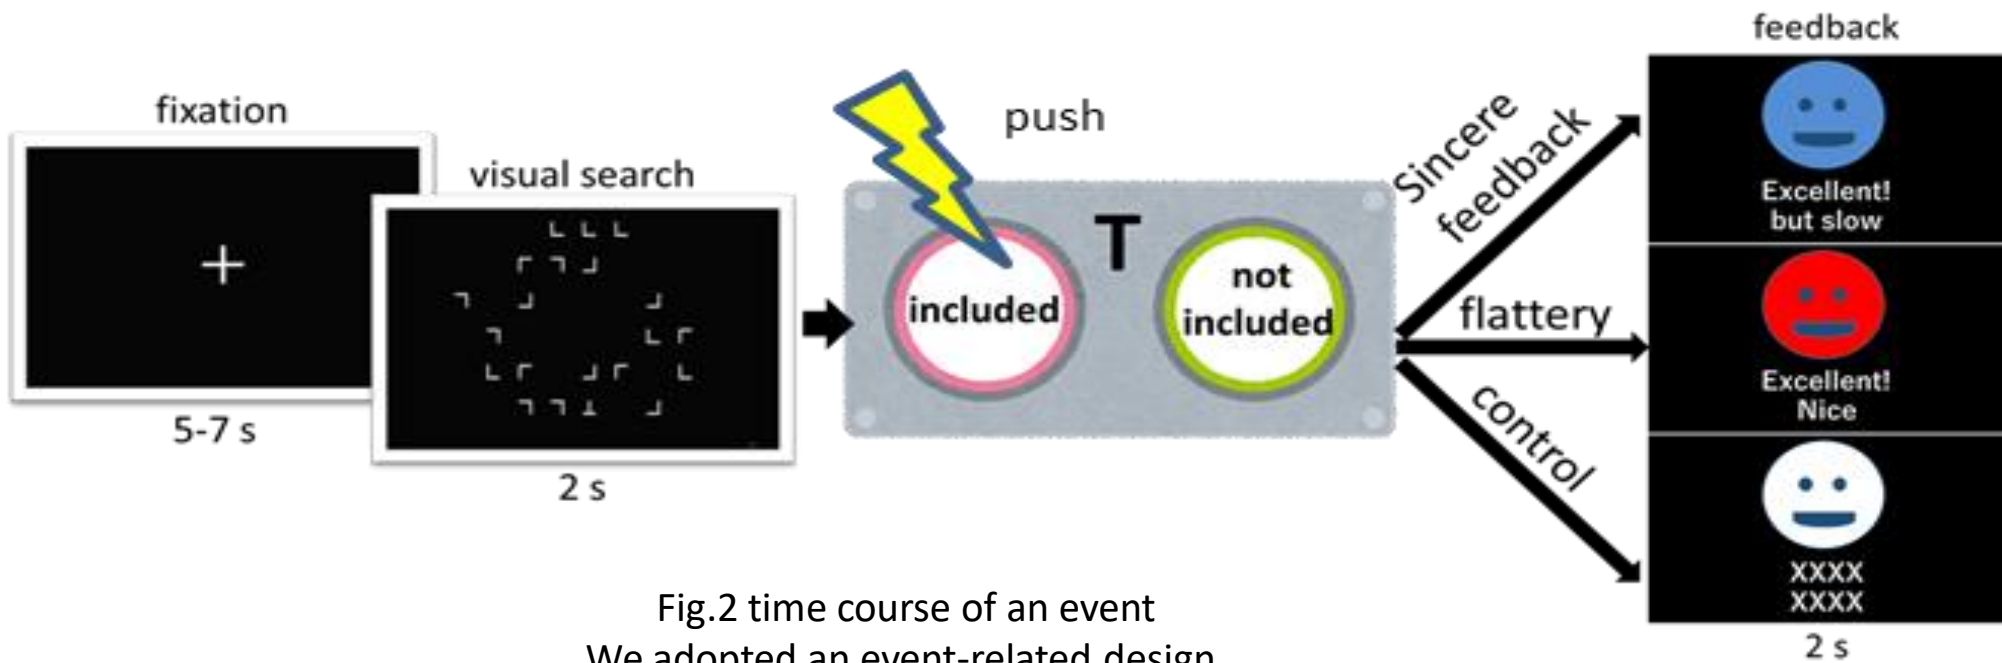 fixation
5-7 s
visual search
2 s
push
T
included
not
included
Sincere
feedback
flattery
control
feedback
Excellent!
but slow
Excellent!
Nice
XXXX
XXXX
2 s
Fig.2 time course of an event
We adopted an event-related design